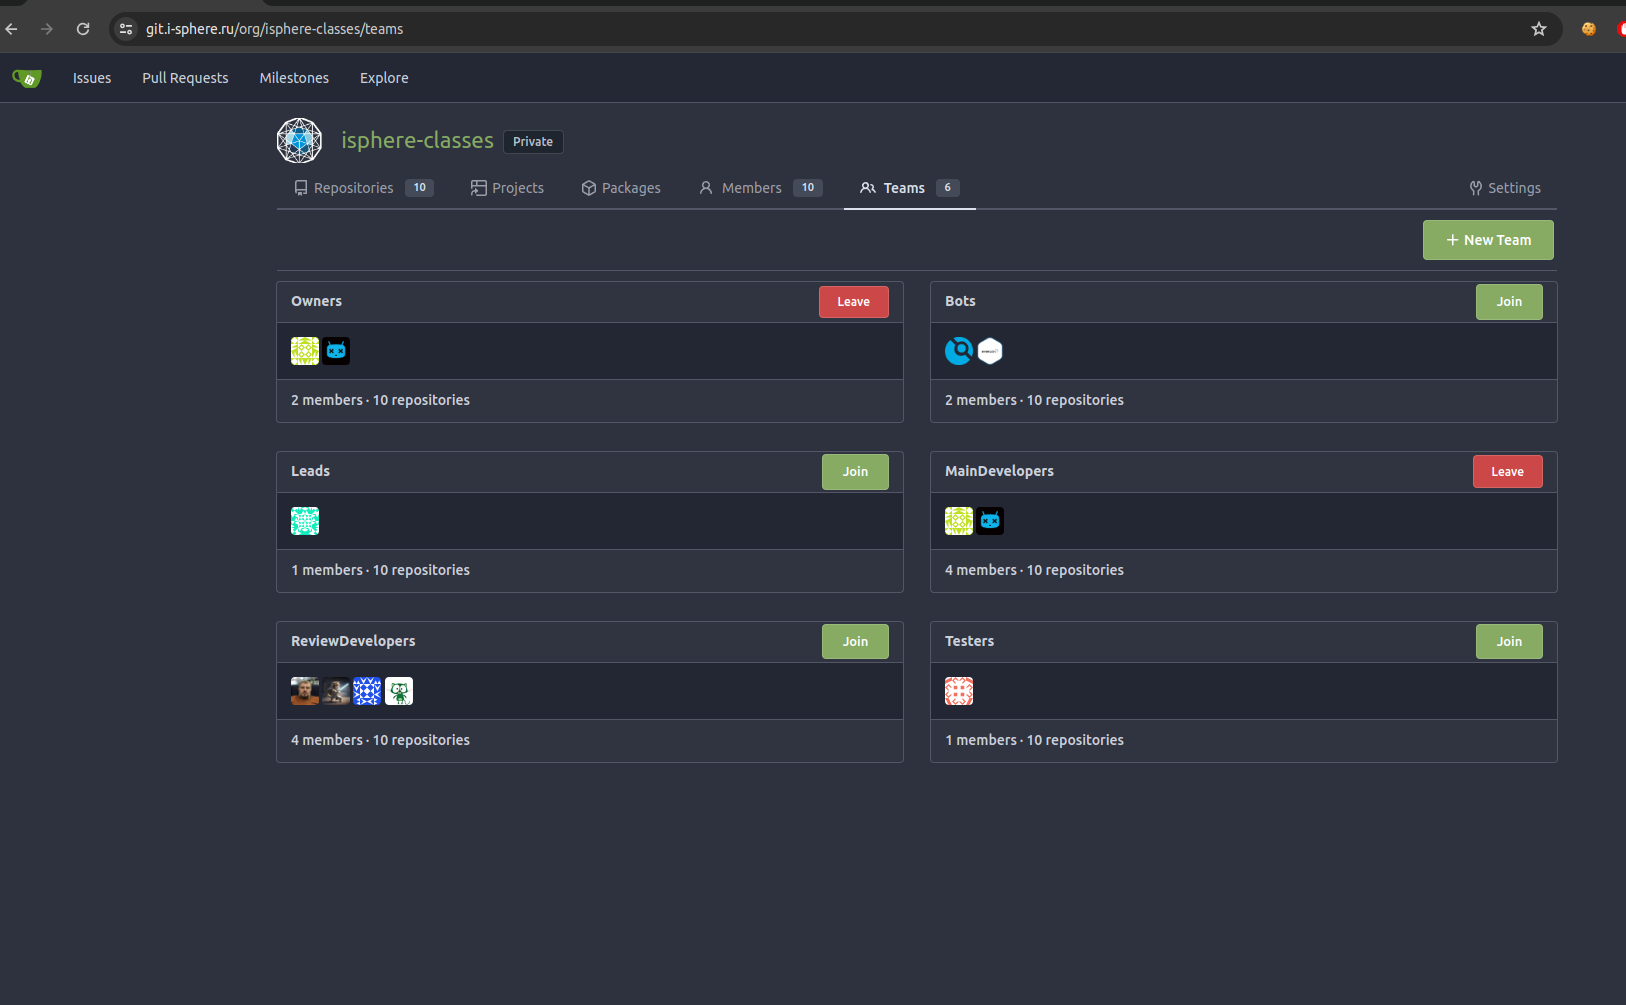 git.i-sphere.ru/org/isphere-classes/teams
Issues Pull Requests Milestones Explore
isphere-classes Private
Repositories 10 Projects Packages Members 10 Teams 6 Settings
New Team
Owners Leave
2 members · 10 repositories
Bots Join
2 members · 10 repositories
Leads Join
1 members · 10 repositories
MainDevelopers Leave
4 members · 10 repositories
ReviewDevelopers Join
4 members · 10 repositories
Testers Join
1 members · 10 repositories